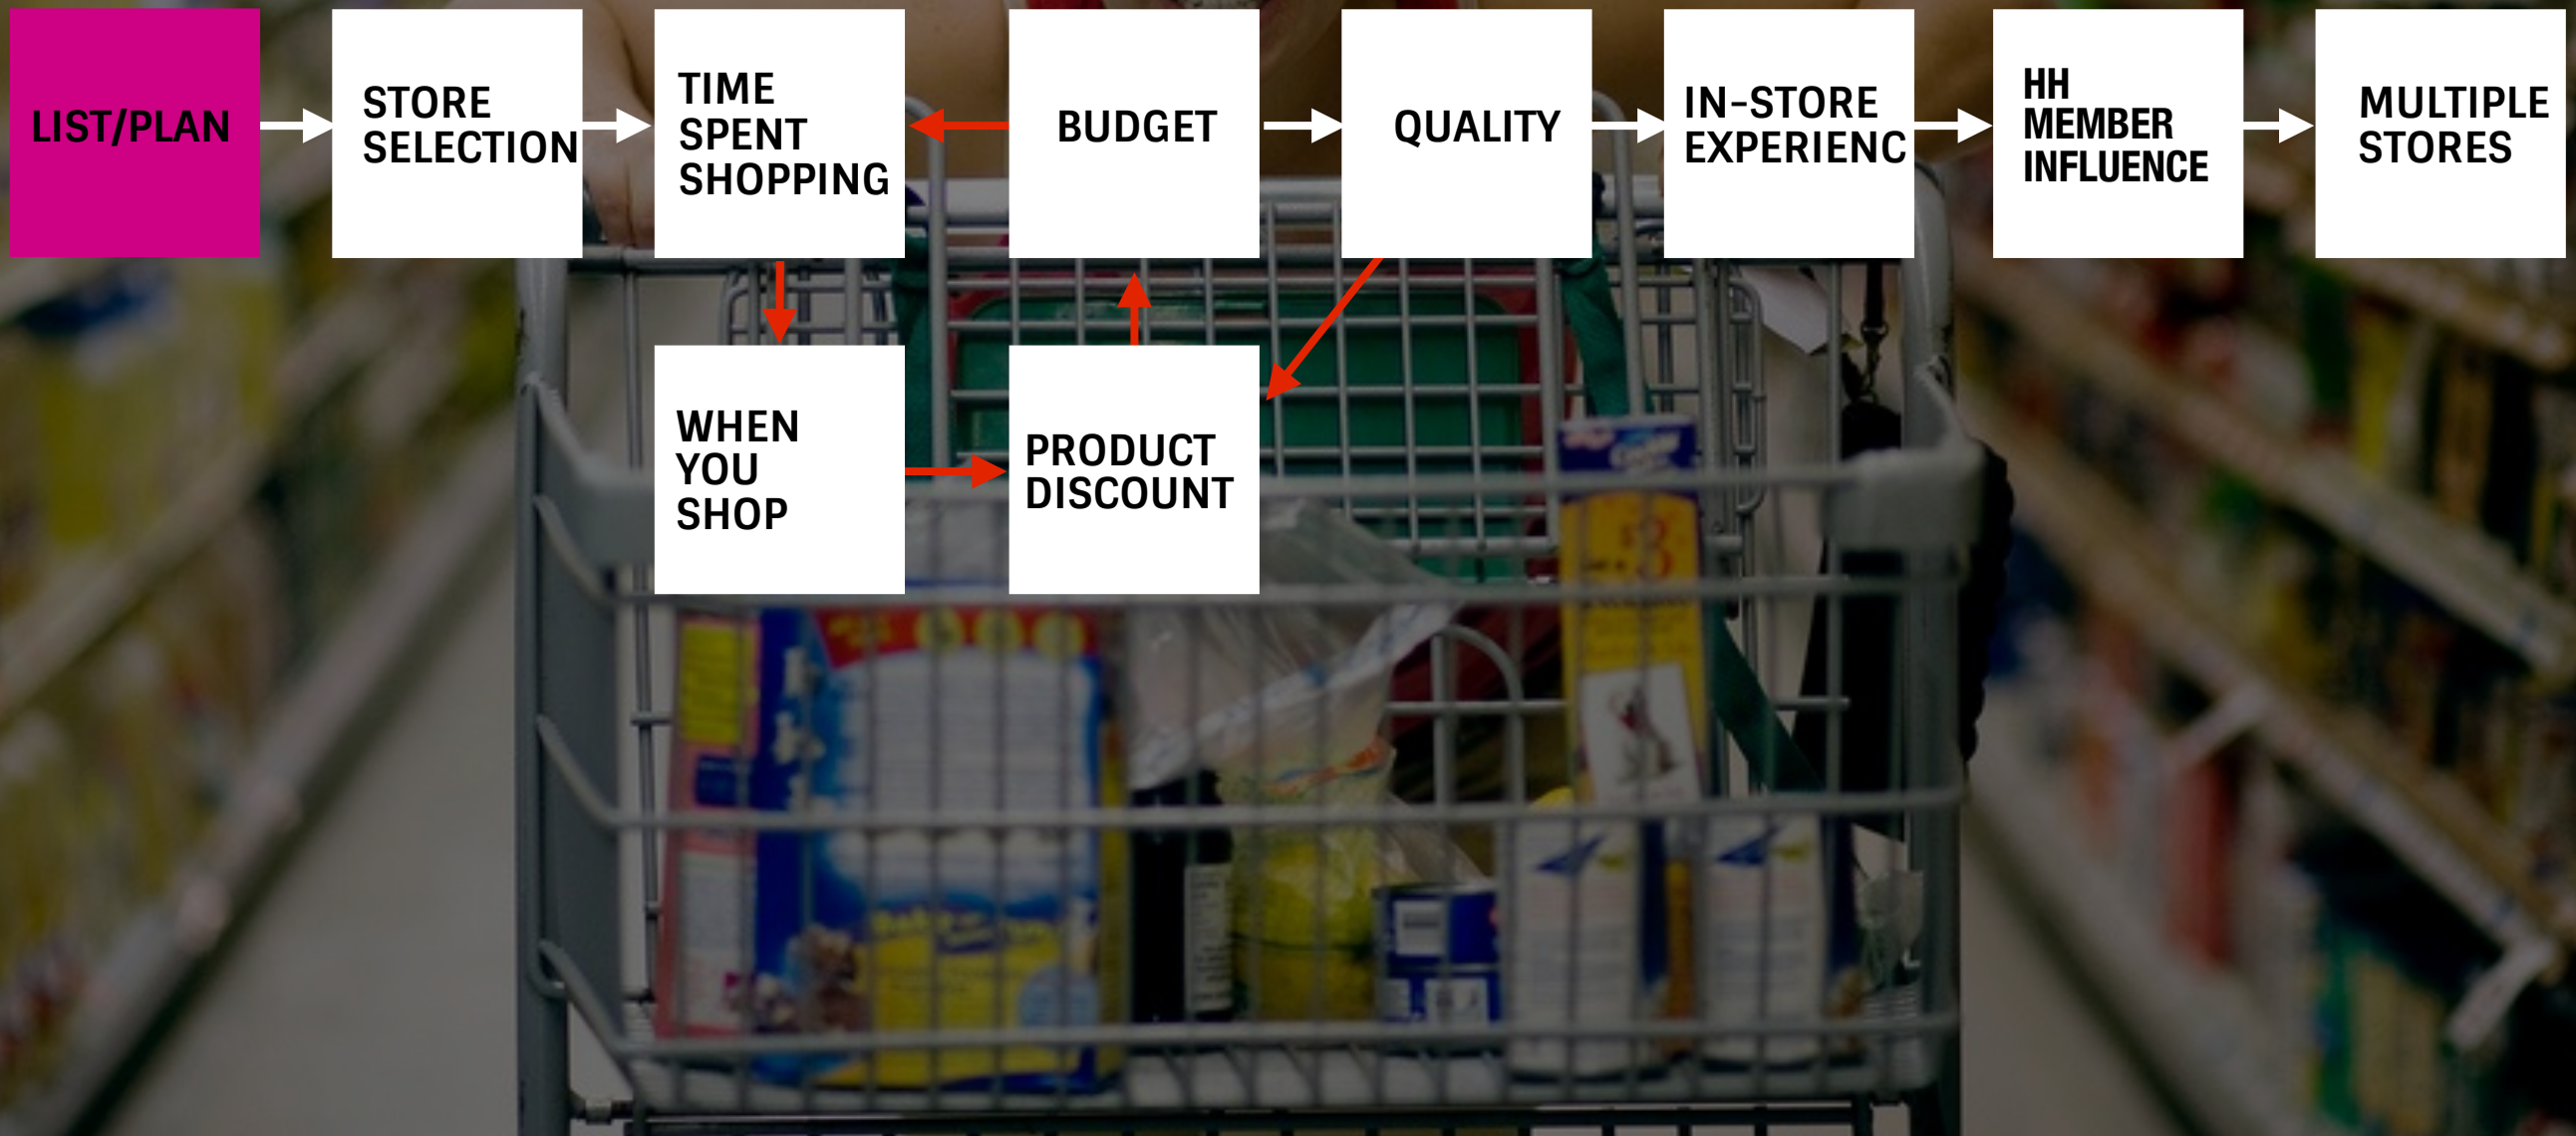 LIST/PLAN
STORE
SELECTION
TIME
SPENT
SHOPPING
BUDGET
QUALITY
IN-STORE
EXPERIENC
HH
MEMBER
INFLUENCE
MULTIPLE
STORES
WHEN
YOU
SHOP
PRODUCT
DISCOUNT